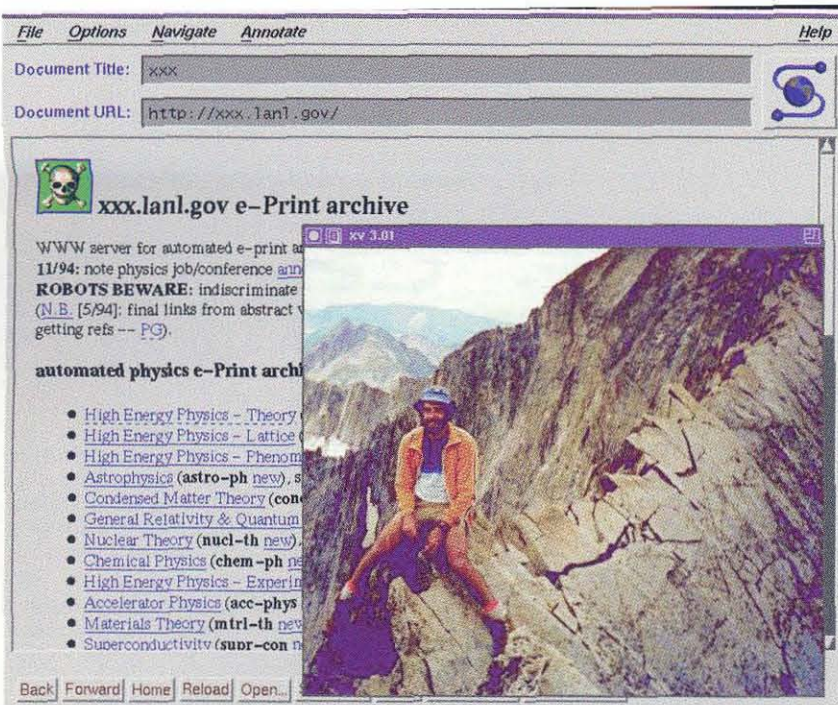 File Options Navigate Annotate Help
Document Title: xxx
Document URL: http://xxx.lanl.gov/
xxx.lanl.gov e-Print archive
WWW server for automated e-print
11/94: note physics job/conference
ROBOTS BEWARE: indiscriminate
(N.B. [5/94]: final links from abstract
getting refs -- PG).
automated physics e-Print
xv 3.01
High Energy Physics - Theory
High Energy Physics - Lattice
High Energy Physics -
Astrophysics (astro-ph new),
Condensed Matter Theory
General Relativity & Quantum
Nuclear Theory (nucl-th new),
Chemical Physics (chem-ph
High Energy Physics -
Accelerator Physics (acc-phys
Materials Theory (mtrl-th new
Superconductivity (supr-con
Back Forward Home Reload Open...